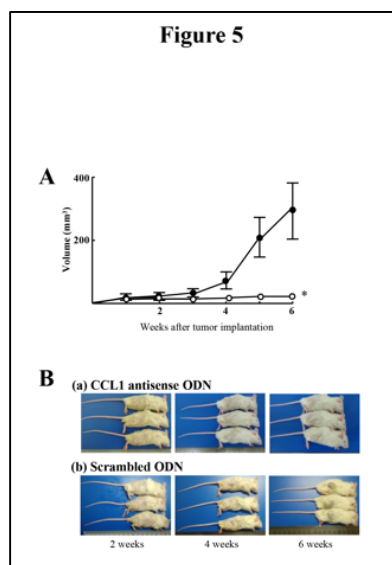 Figure 5
A
400
200
Volume (mm³)
2
4
6
*
Weeks after tumor implantation
B
(a) CCL1 antisense ODN
(b) Scrambled ODN
2 weeks
4 weeks
6 weeks